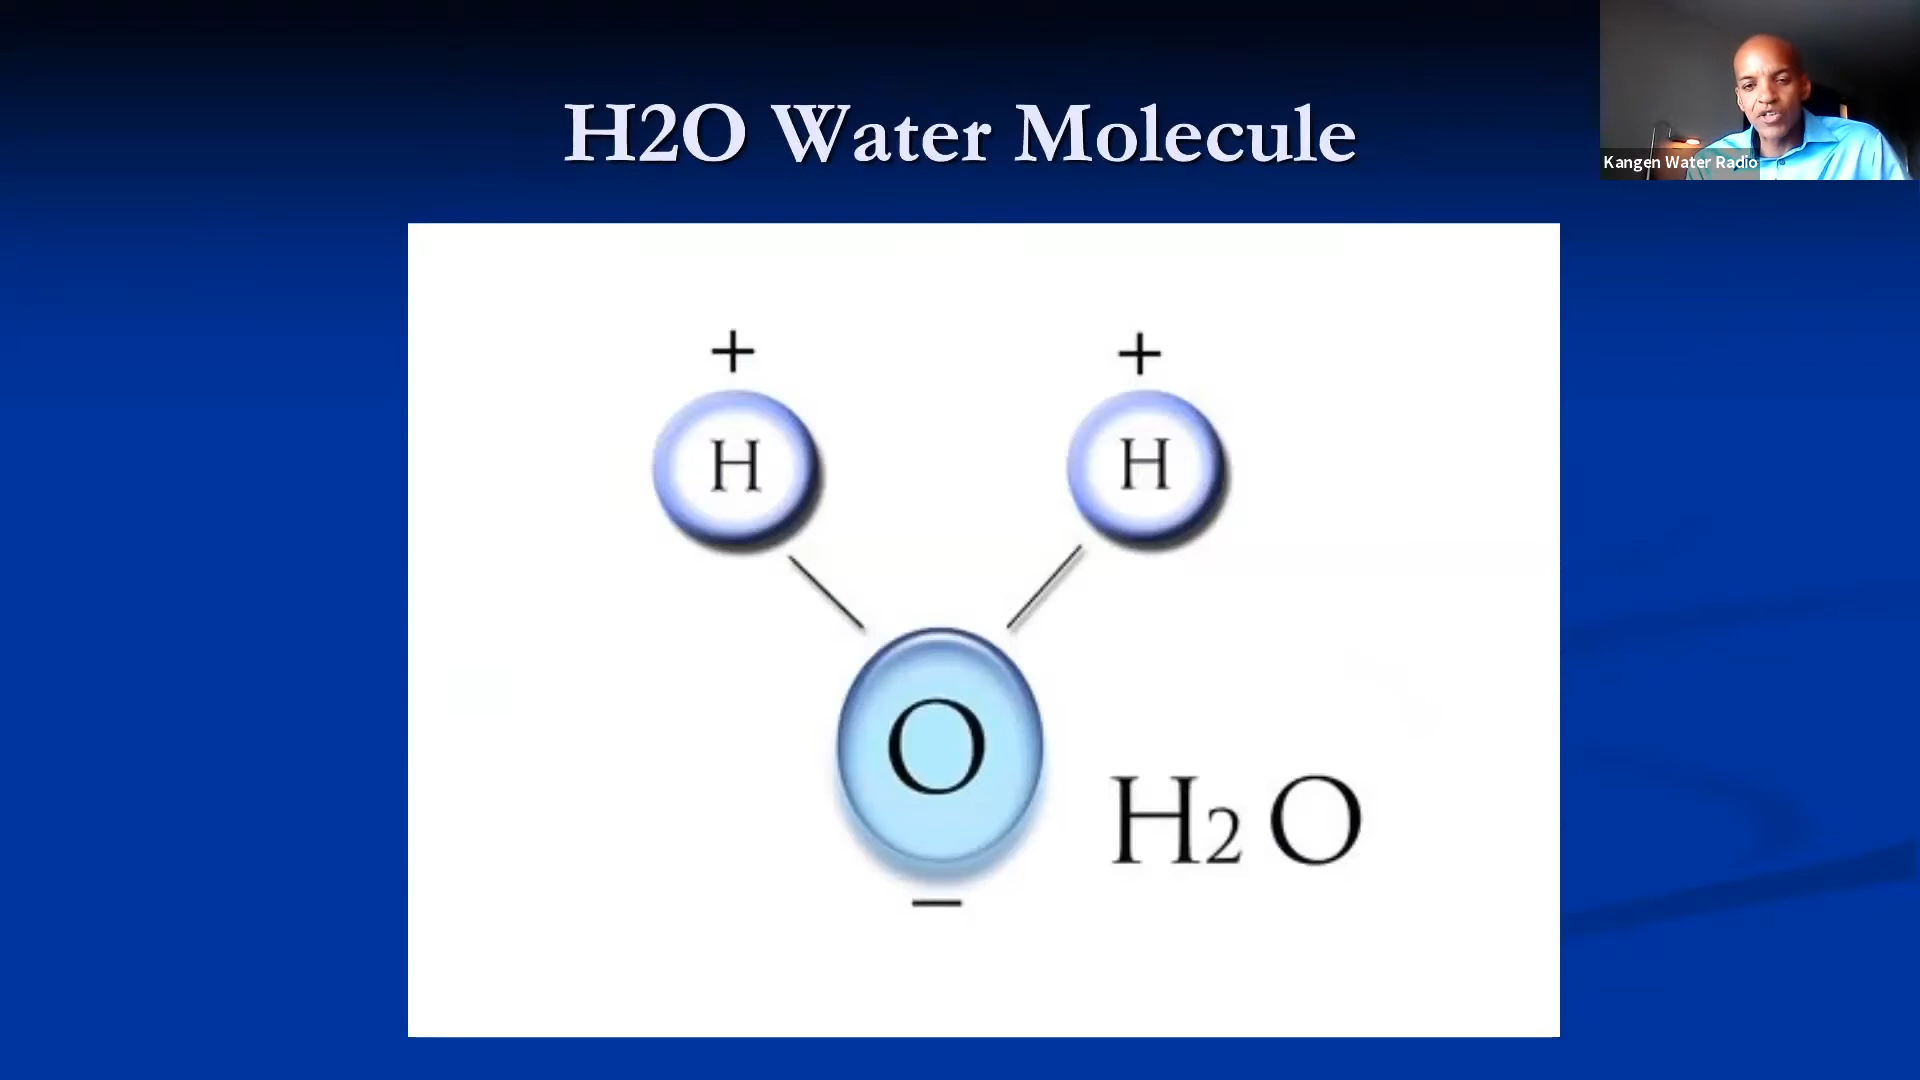 H2O Water Molecule
Kangen Water Radio
+ +
H H
O
H2O
−